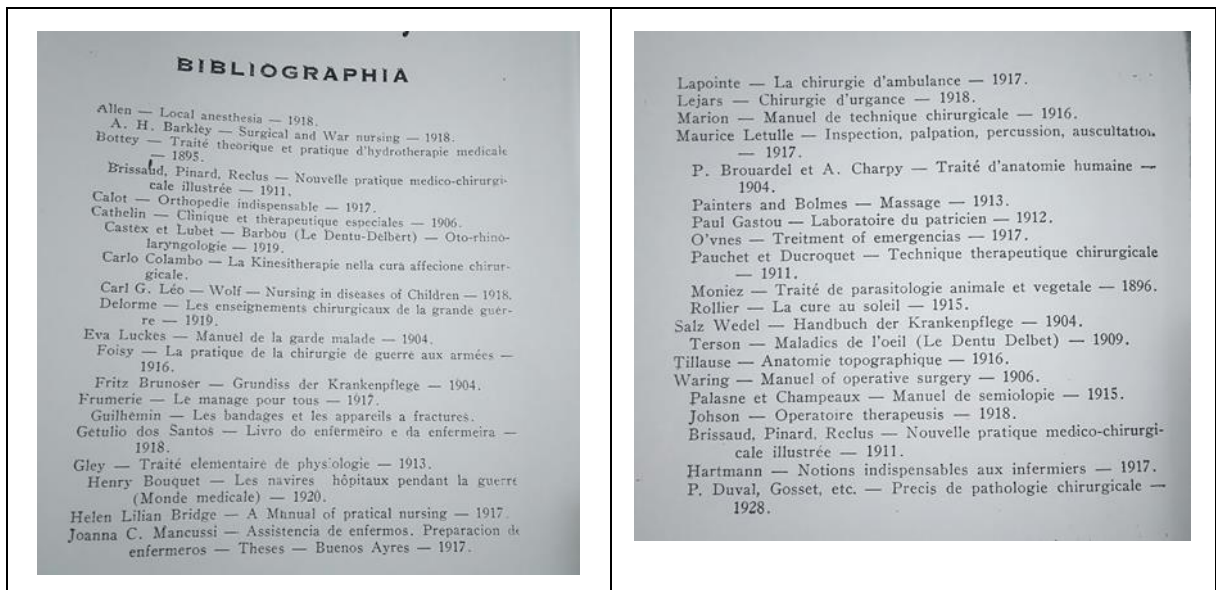 BIBLIOGRAPHIA
Allen — Local anesthesia — 1918.
A. H. Barkley — Surgical and War nursing — 1918.
Bottey — Traité theorique et pratique d'hydrotherapie medicale
— 1895.
Brissaud, Pinard, Reclus — Nouvelle pratique medico-chirurgi-
cale illustrée — 1911.
Calot — Orthopedie indispensable — 1917.
Cathelin — Clinique et therapeutique especiales — 1906.
Castex et Lubet — Barbou (Le Dentu-Delbert) — Oto-rhino-
laryngologie — 1919.
Carlo Colambo — La Kinesitherapie nella cura affecione chirur-
gicale.
Carl G. Léo — Wolf — Nursing in diseases of Children — 1918.
Delorme — Les enseignements chirurgicaux de la grande guer-
re — 1919.
Eva Luckes — Manuel de la garde malade — 1904.
Foisy — La pratique de la chirurgie de guerre aux armées —
1916.
Fritz Brunoser — Grundiss der Krankenpflege — 1904.
Frumerie — Le manage pour tous — 1917.
Guilhemin — Les bandages et les appareils a fractures.
Getulio dos Santos — Livro do enfermeiro e da enfermeira —
1918.
Gley — Traité elementaire de physiologie — 1913.
Henry Bouquet — Les navires hôpitaux pendant la guerre
(Monde medicale) — 1920.
Helen Lilian Bridge — A Manual of pratical nursing — 1917.
Joanna C. Mancussi — Assistencia de enfermos. Preparacion de
enfermeros — Theses — Buenos Ayres — 1917.
Lapointe — La chirurgie d'ambulance — 1917.
Lejars — Chirurgie d'urgance — 1918.
Marion — Manuel de technique chirurgicale — 1916.
Maurice Letulle — Inspection, palpation, percussion, auscultation.
— 1917.
P. Brouardel et A. Charpy — Traité d'anatomie humaine —
1904.
Painters and Bolmes — Massage — 1913.
Paul Gastou — Laboratoire du patricien — 1912.
O'vnes — Treitment of emergencias — 1917.
Pauchet et Ducroquet — Technique therapeutique chirurgicale
— 1911.
Moniez — Traité de parasitologie animale et vegetale — 1896.
Rollier — La cure au soleil — 1915.
Salz Wedel — Handbuch der Krankenpflege — 1904.
Terson — Maladics de l'oeil (Le Dentu Delbet) — 1909.
Tillause — Anatomie topographique — 1916.
Waring — Manuel of operative surgery — 1906.
Palasne et Champeaux — Manuel de semiolopie — 1915.
Johson — Operatoire therapeusis — 1918.
Brissaud, Pinard, Reclus — Nouvelle pratique medico-chirurgi-
cale illustrée — 1911.
Hartmann — Notions indispensables aux infermiers — 1917.
P. Duval, Gosset, etc. — Precis de pathologie chirurgicale —
1928.